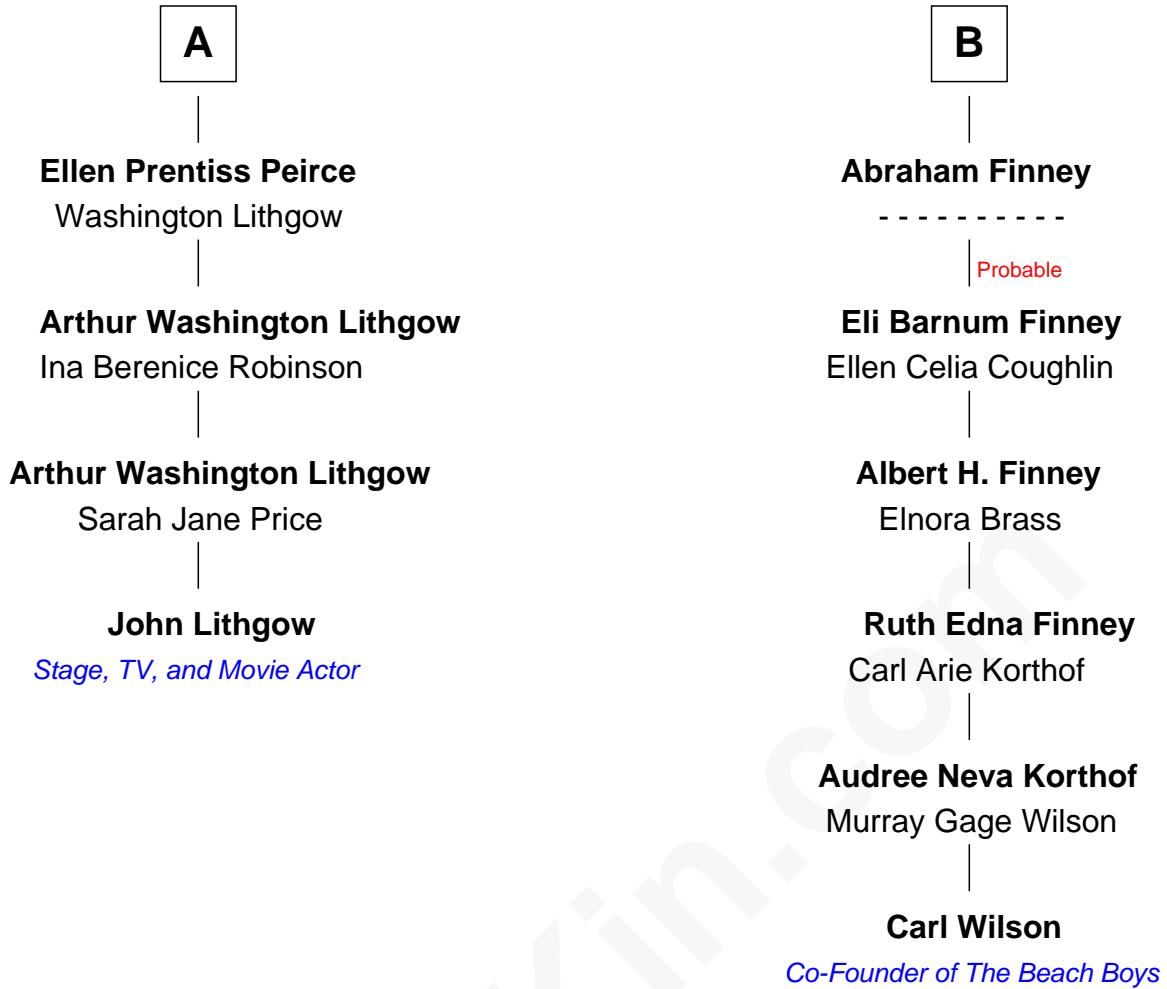 A
Ellen Prentiss Peirce
Washington Lithgow
Arthur Washington Lithgow
Ina Berenice Robinson
Arthur Washington Lithgow
Sarah Jane Price
John Lithgow
Stage, TV, and Movie Actor
B
Abraham Finney
- - - - - - - - - -
Probable
Eli Barnum Finney
Ellen Celia Coughlin
Albert H. Finney
Elnora Brass
Ruth Edna Finney
Carl Arie Korthof
Audree Neva Korthof
Murray Gage Wilson
Carl Wilson
Co-Founder of The Beach Boys
Kin.com